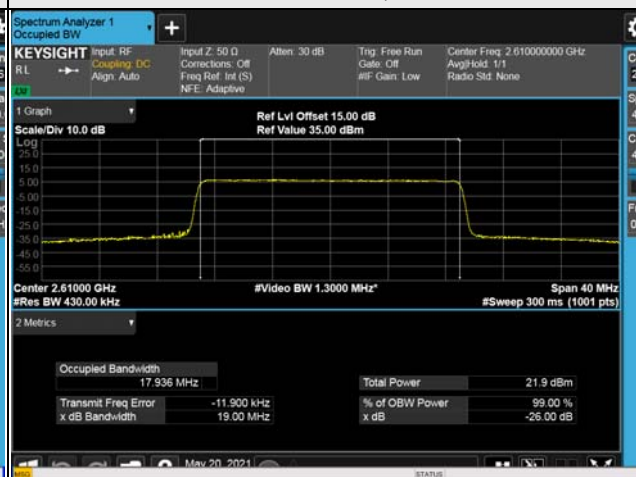 Spectrum Analyzer 1
Occupied BW
KEYSIGHT Input: RF Input Z: 50 Ω Atten: 30 dB Trig: Free Run Center Freq: 2.610000000 GHz
RL Coupling: DC Corrections: Off Gate: Off Avg|Hold: 1/1
Align: Auto Freq Ref: Int (S) #IF Gain: Low Radio Std: None
NFE: Adaptive
1 Graph
Ref Lvl Offset 15.00 dB
Scale/Div 10.0 dB Ref Value 35.00 dBm
Log
25.0
15.0
5.00
-5.00
-15.0
-25.0
-35.0
-45.0
-55.0
Center 2.61000 GHz #Video BW 1.3000 MHz* Span 40 MHz
#Res BW 430.00 kHz #Sweep 300 ms (1001 pts)
2 Metrics
Occupied Bandwidth
17.936 MHz Total Power 21.9 dBm
Transmit Freq Error -11.900 kHz % of OBW Power 99.00 %
x dB Bandwidth 19.00 MHz x dB -26.00 dB
May 20, 2021
MSG STATUS